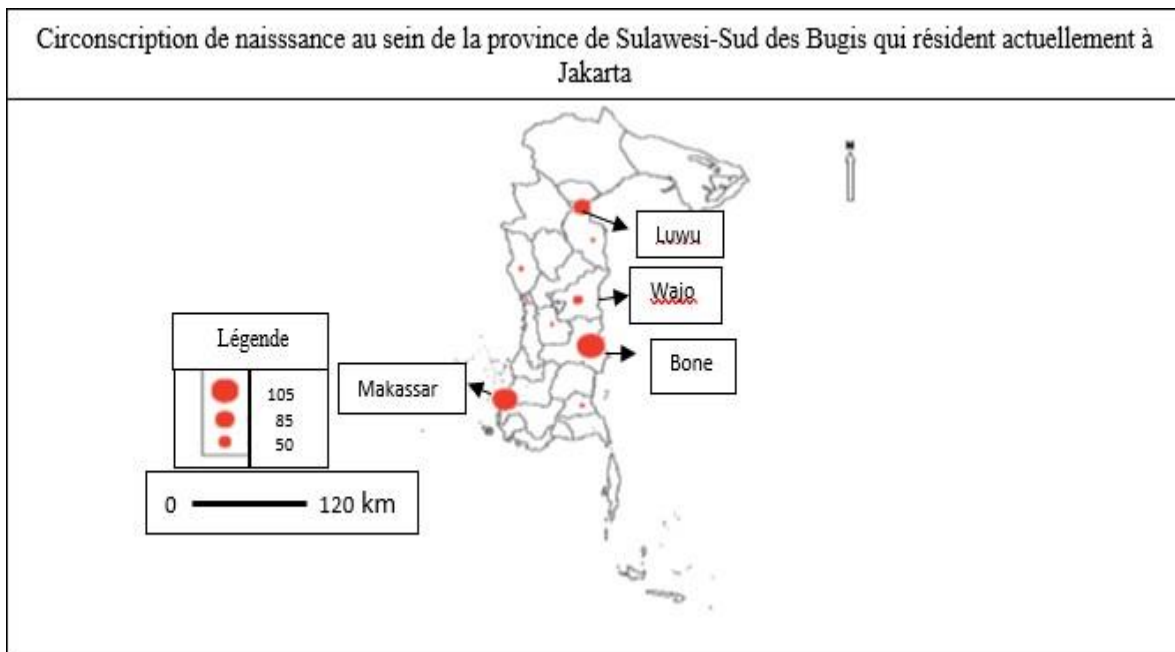 Circonscription de naisssance au sein de la province de Sulawesi-Sud des Bugis qui résident actuellement à
Jakarta
N
Luwu
Wajo
Bone
Makassar
Légende
105
85
50
0 120 km